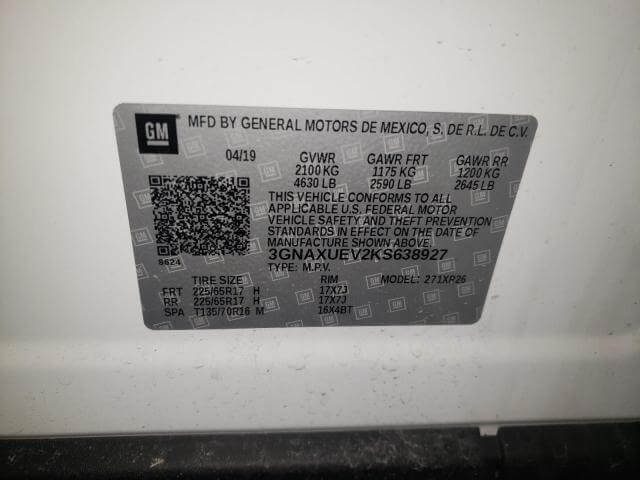 GM MFD BY GENERAL MOTORS DE MEXICO, S. DE R.L. DE C.V.
04/19 GVWR GAWR FRT GAWR RR
2100 KG 1175 KG 1200 KG
4630 LB 2590 LB 2645 LB
THIS VEHICLE CONFORMS TO ALL
APPLICABLE U.S. FEDERAL MOTOR
VEHICLE SAFETY AND THEFT PREVENTION
STANDARDS IN EFFECT ON THE DATE OF
MANUFACTURE SHOWN ABOVE.
8624 3GNAXUEV2KS638927
TYPE: M.P.V. MODEL: 271XP26
TIRE SIZE RIM
FRT 225/65R17 H 17X7J
RR 225/65R17 H 17X7J
SPA T135/70R16 M 16X4BT